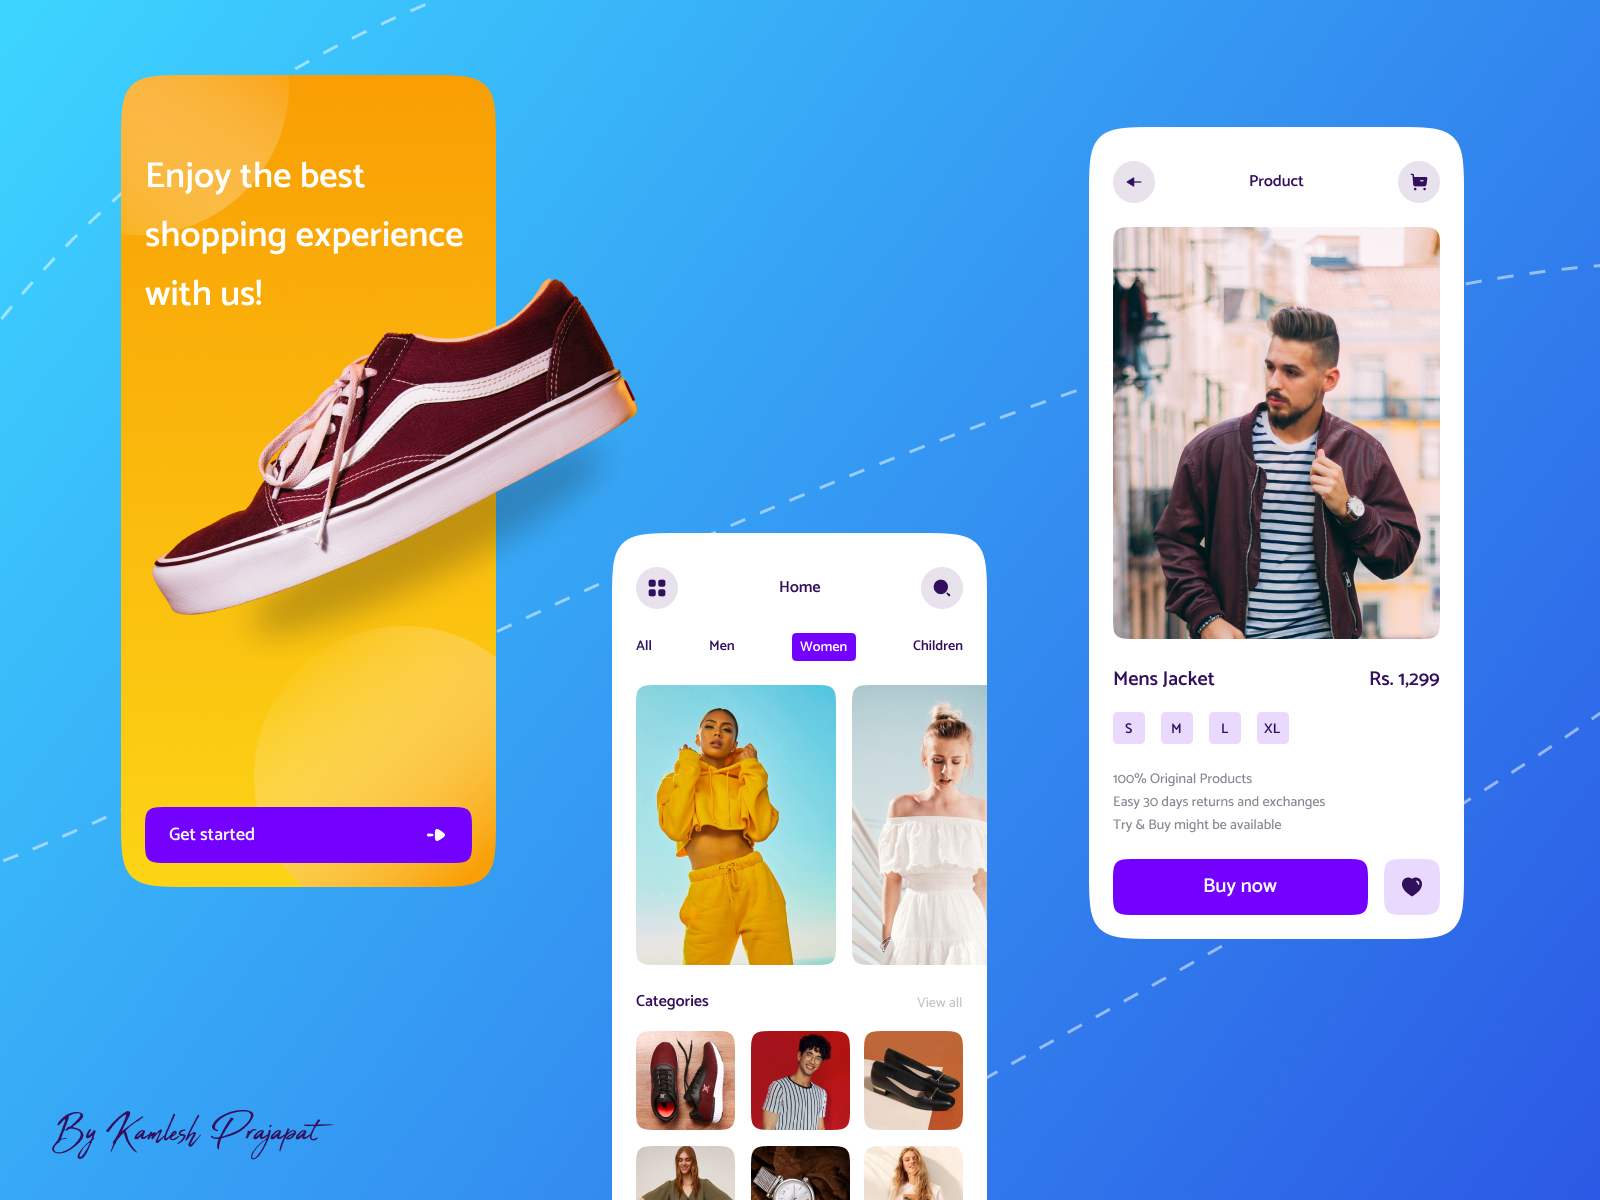 Enjoy the best
shopping experience
with us!
Get started
Home
All Men Women Children
Categories View all
Product
Mens Jacket Rs. 1,299
S M L XL
100% Original Products
Easy 30 days returns and exchanges
Try & Buy might be available
Buy now
By Kamlesh Prajapat